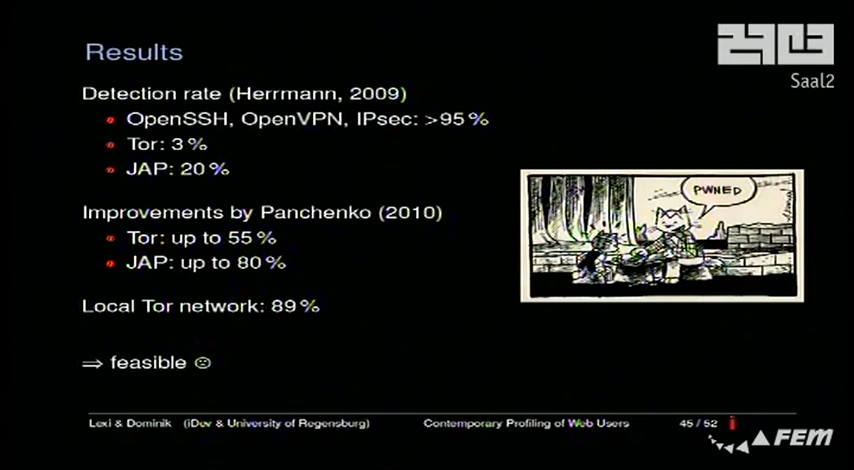 Results
29C3
Saal2
Detection rate (Herrmann, 2009)
OpenSSH, OpenVPN, IPsec: >95 %
Tor: 3 %
JAP: 20 %
Improvements by Panchenko (2010)
Tor: up to 55 %
JAP: up to 80 %
PWNED
Local Tor network: 89 %
⇒ feasible ☹
Lexi & Dominik (iDev & University of Regensburg) Contemporary Profiling of Web Users 45 / 52
FEM